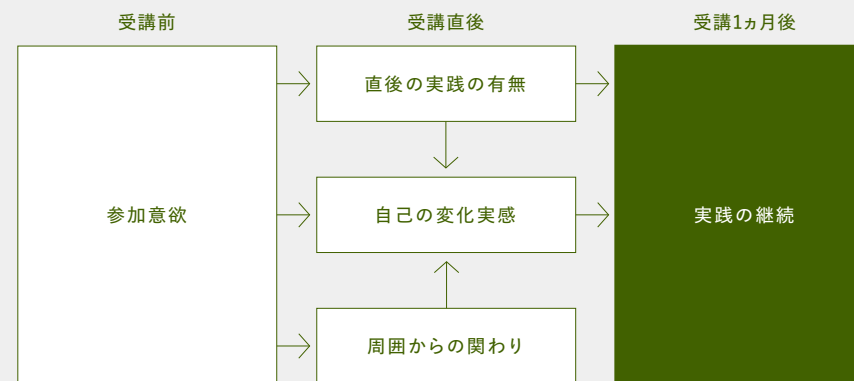 受講前
受講直後
受講1ヵ月後
直後の実践の有無
参加意欲
自己の変化実感
実践の継続
周囲からの関わり